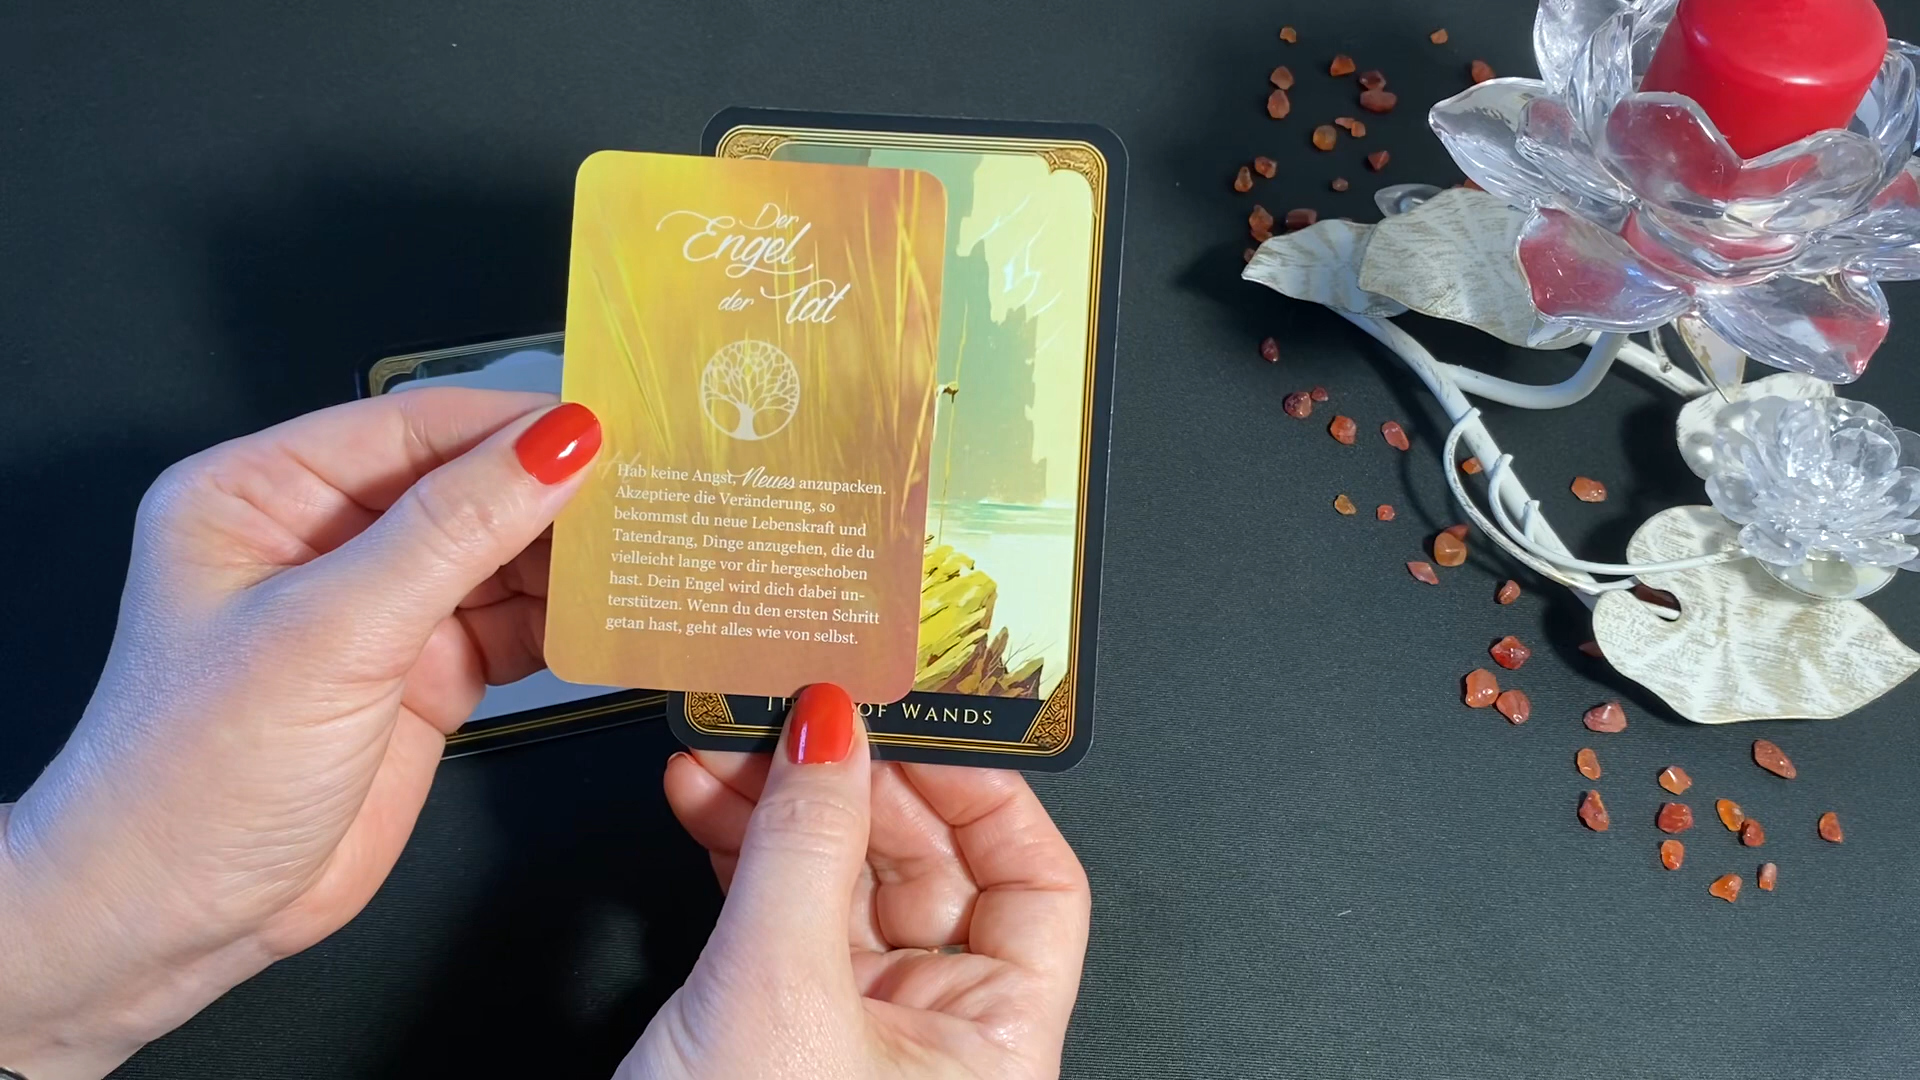 Der
Engel
der Tat
Hab keine Angst, Neues anzupacken.
Akzeptiere die Veränderung, so
bekommst du neue Lebenskraft und
Tatendrang, Dinge anzugehen, die du
vielleicht lange vor dir hergeschoben
hast. Dein Engel wird dich dabei un-
terstützen. Wenn du den ersten Schritt
getan hast, geht alles wie von selbst.
OF WANDS